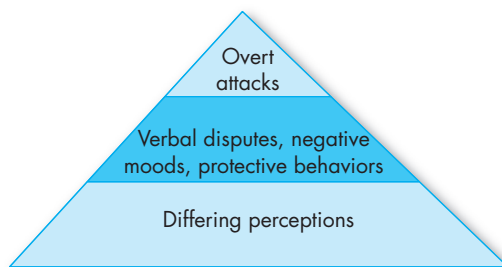 Overt
attacks
Verbal disputes, negative
moods, protective behaviors
Differing perceptions